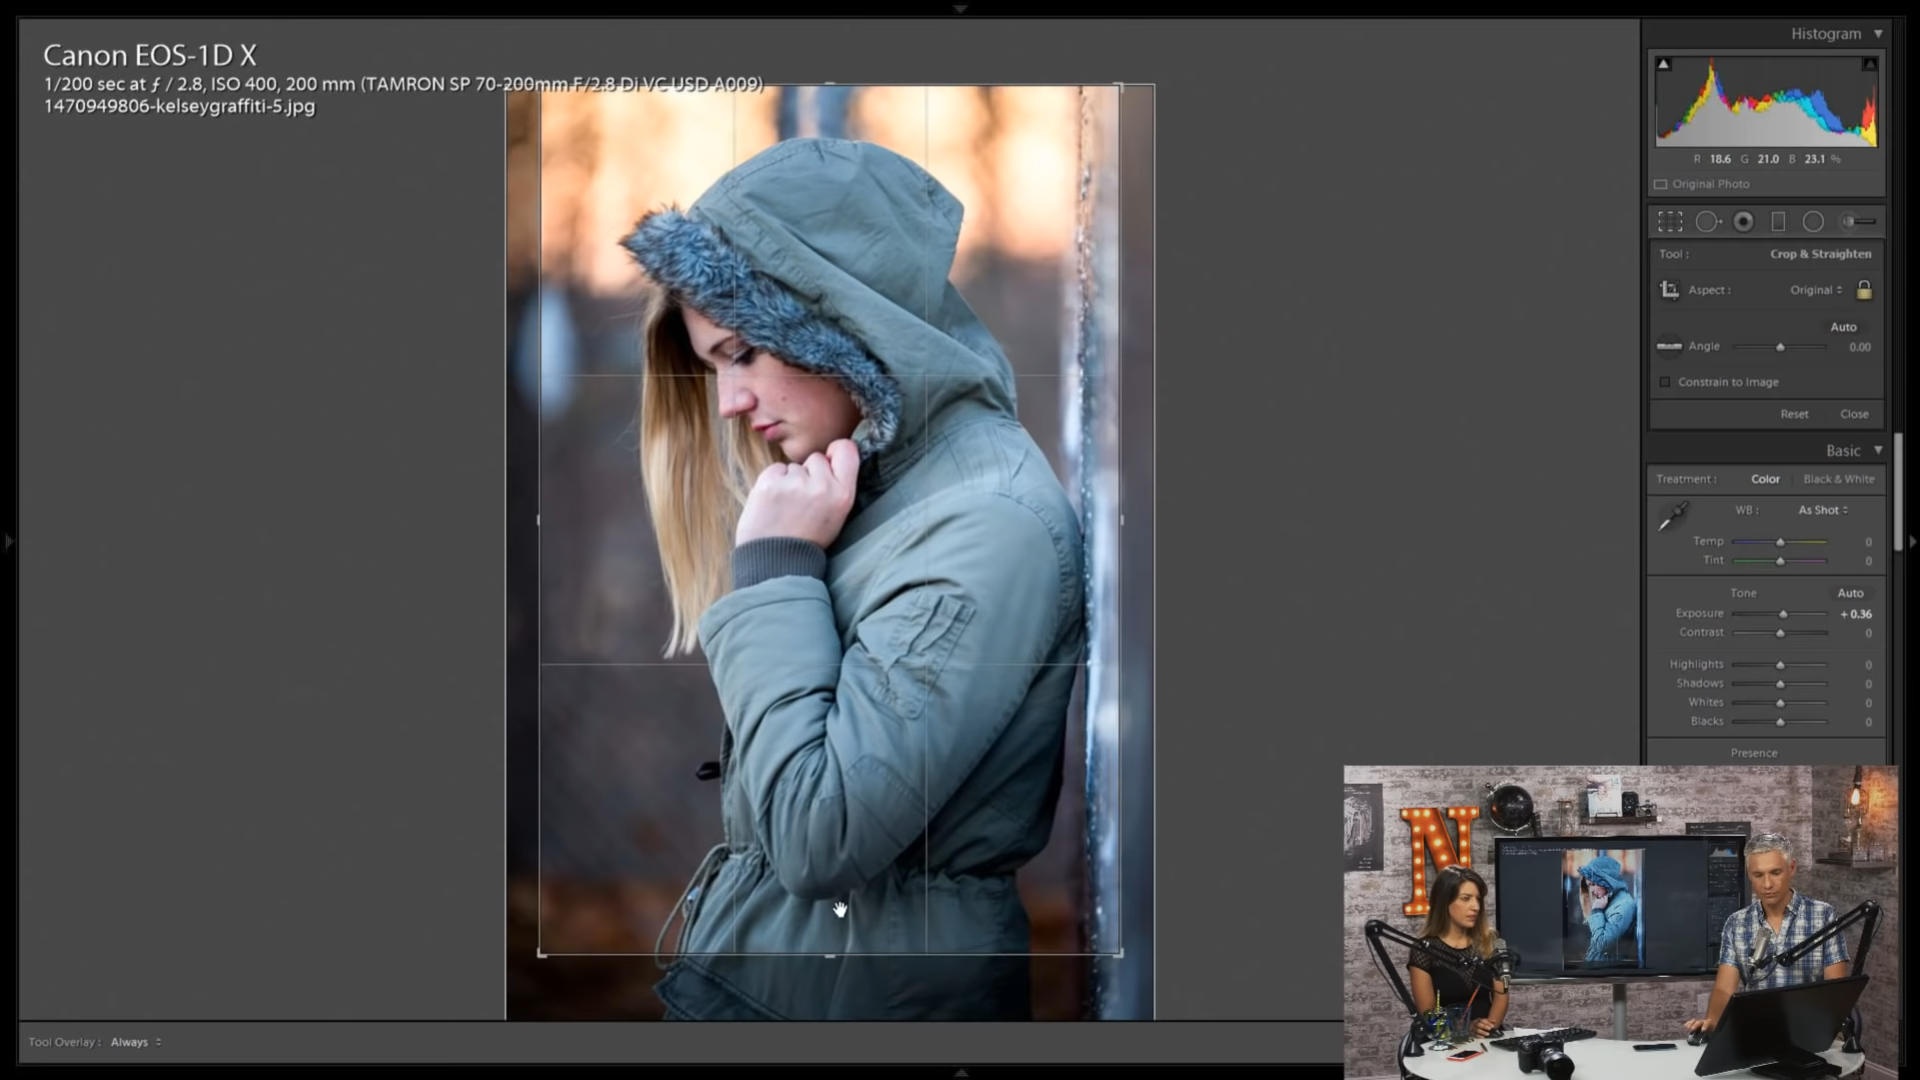 Canon EOS-1D X
1/200 sec at ƒ / 2.8, ISO 400, 200 mm (TAMRON SP 70-200mm F/2.8 Di VC USD A009)
1470949806-kelseygraffiti-5.jpg
Histogram
R 18.6 G 21.0 B 23.1 %
Original Photo
Tool : Crop & Straighten
Aspect : Original
Auto
Angle 0.00
Constrain to Image
Reset Close
Basic
Treatment : Color Black & White
WB : As Shot
Temp 0
Tint 0
Tone Auto
Exposure + 0.36
Contrast 0
Highlights 0
Shadows 0
Whites 0
Blacks 0
Presence
N
Tool Overlay : Always